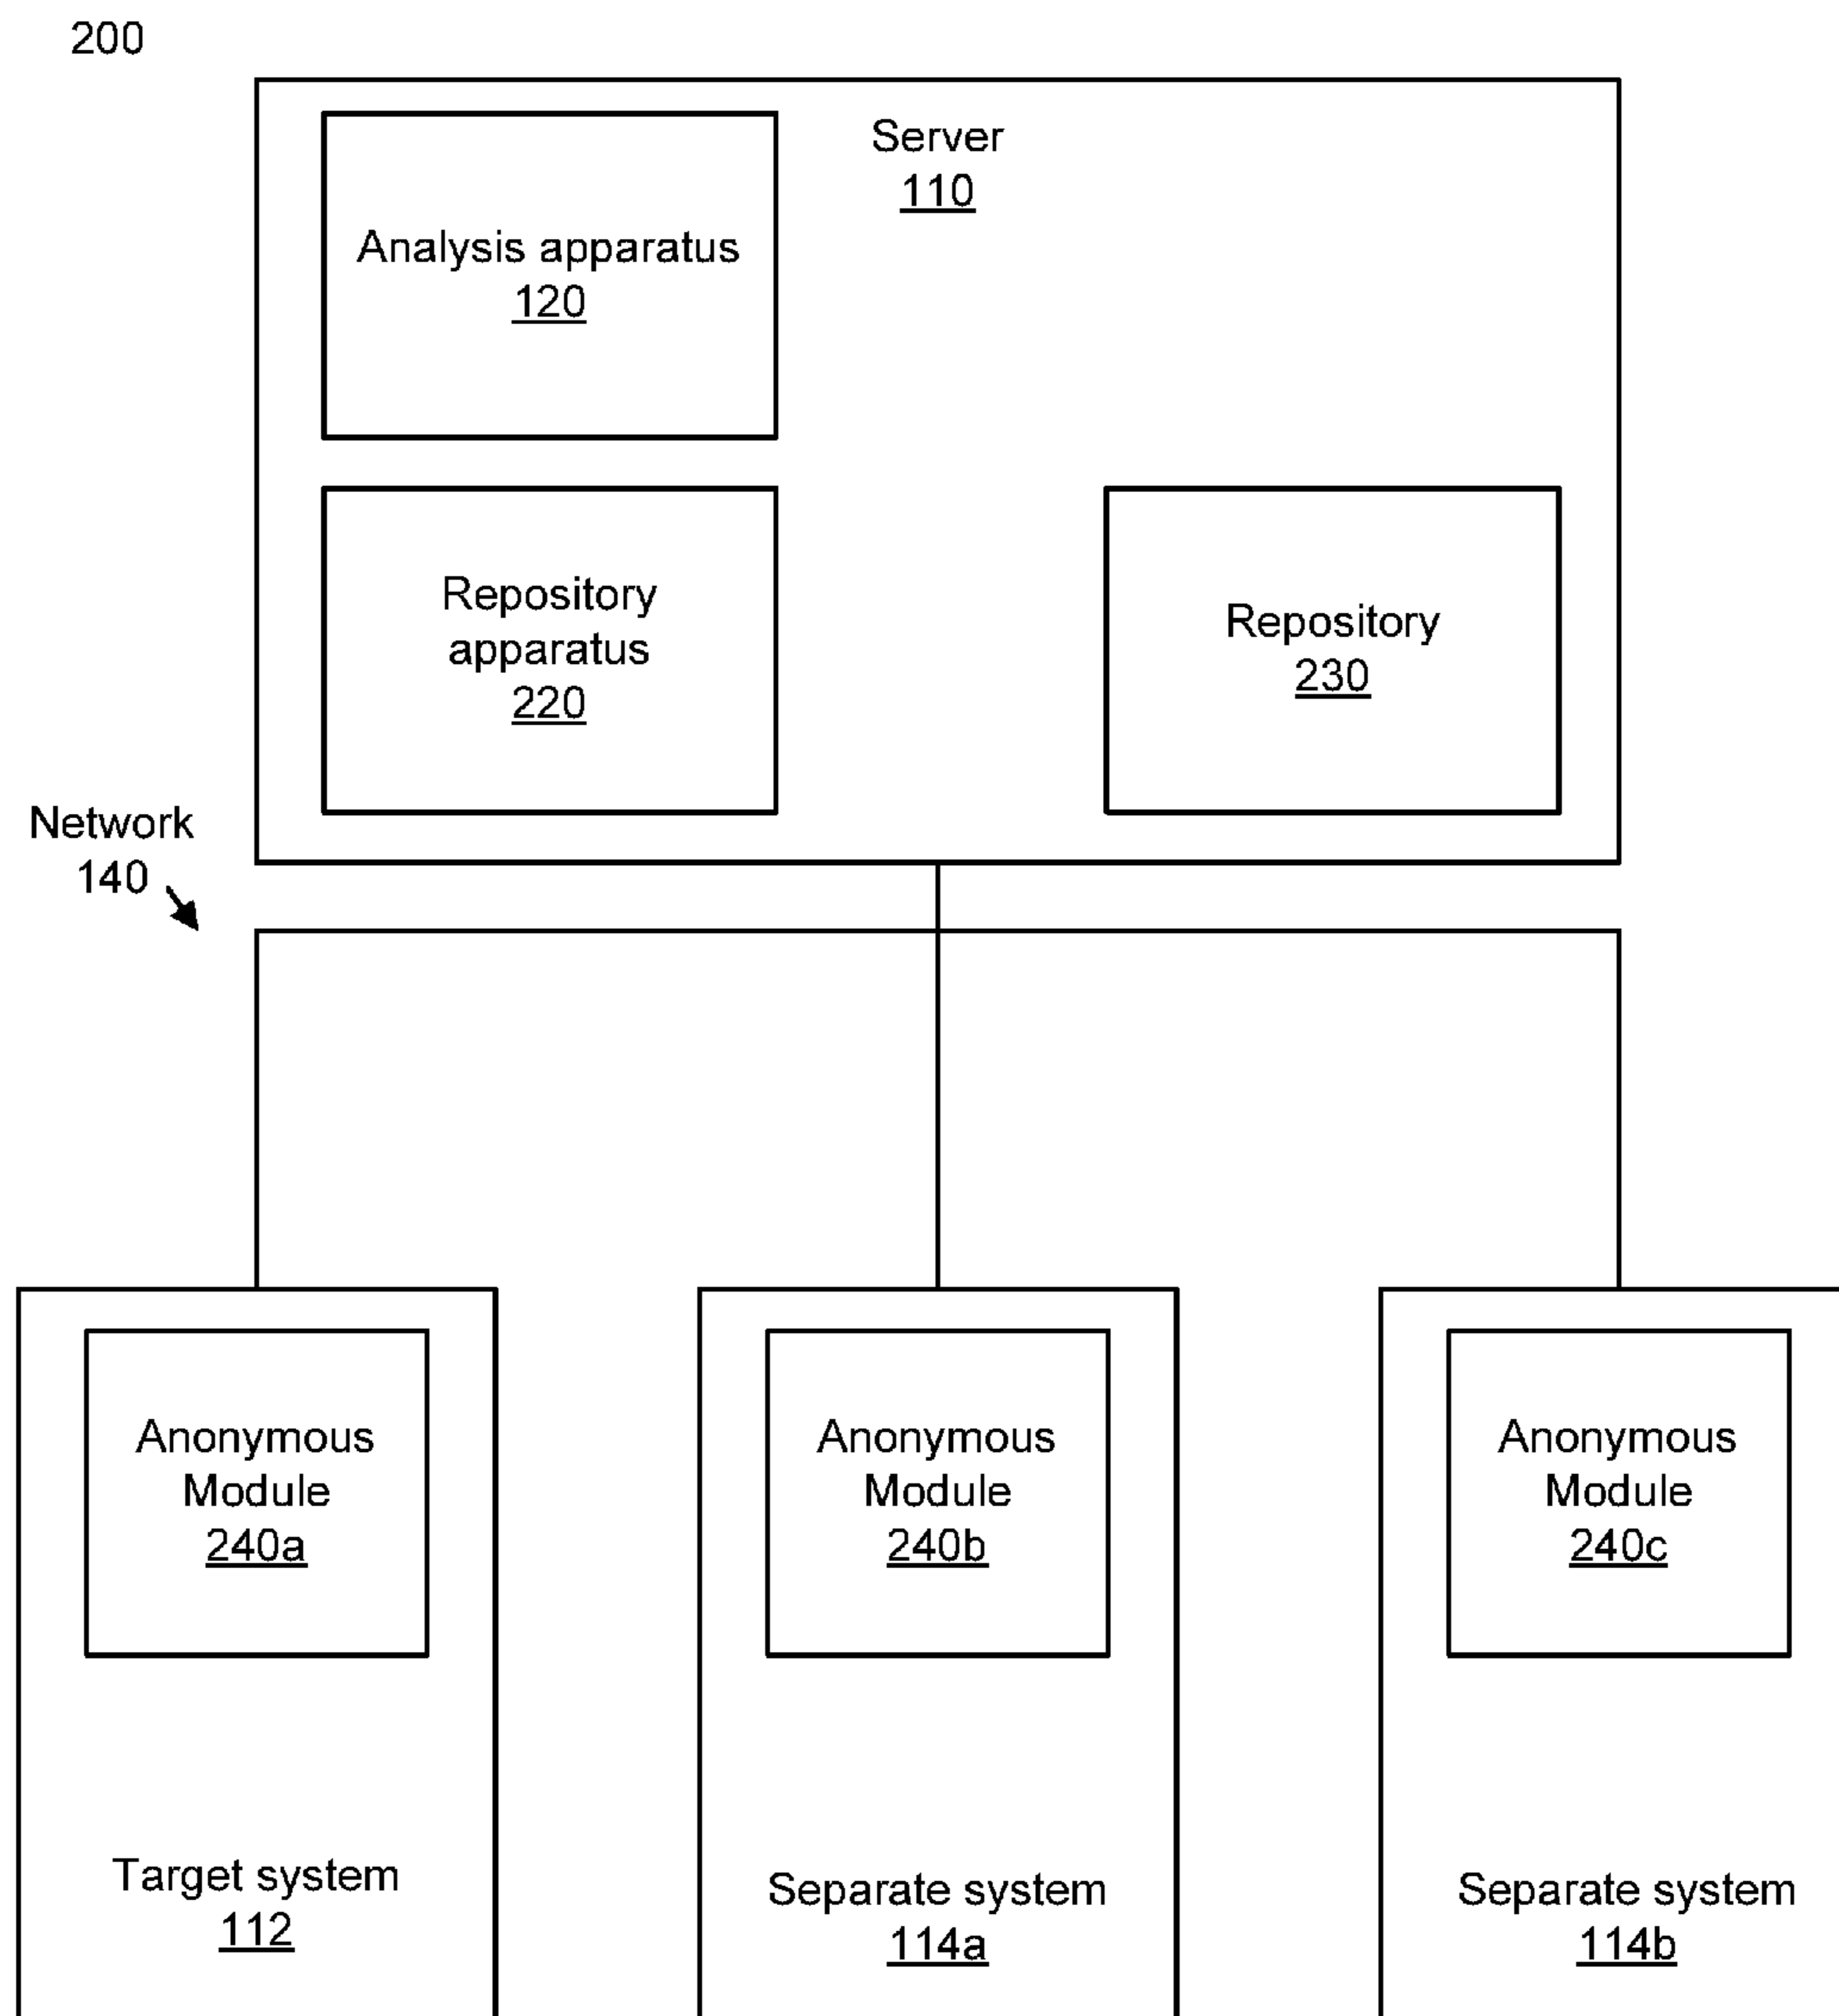 200
Server
110
Analysis apparatus
120
Repository
apparatus
220
Repository
230
Network
140
Anonymous
Module
240a
Anonymous
Module
240b
Anonymous
Module
240c
Target system
112
Separate system
114a
Separate system
114b